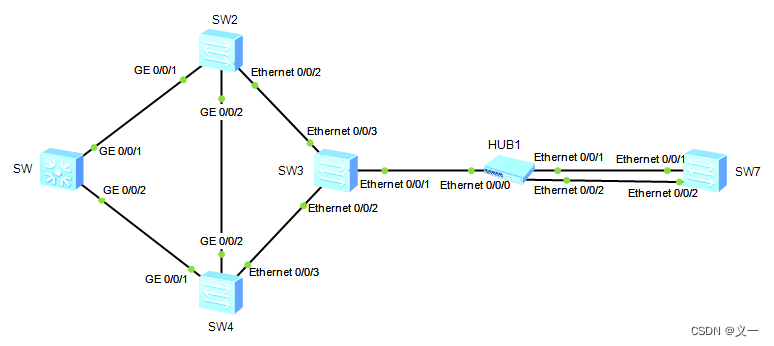 SW2
GE 0/0/1
Ethernet 0/0/2
GE 0/0/2
Ethernet 0/0/3
HUB1
SW
GE 0/0/1
SW3
Ethernet 0/0/1
Ethernet 0/0/1
SW7
GE 0/0/2
Ethernet 0/0/1
Ethernet 0/0/0
Ethernet 0/0/2
Ethernet 0/0/2
Ethernet 0/0/2
GE 0/0/2
GE 0/0/1
Ethernet 0/0/3
SW4
CSDN @义一